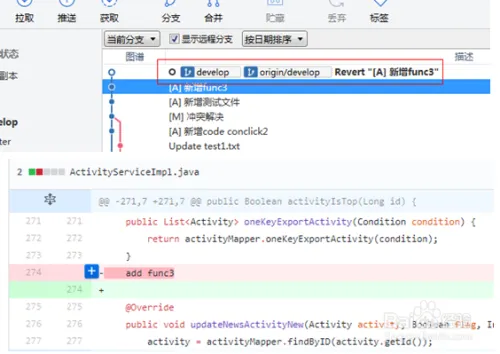 拉取 推送 获取 分支 合并 贮藏 丢弃 标签
状态 当前分支 显示远程分支 按日期排序
图谱 描述
副本 develop origin/develop Revert "[A] 新增func3"
[A] 新增func3
[A] 新增测试文件
elop [M] 冲突解决
ter [A] 新增code conclick2
Update test1.txt
2 ActivityServiceImpl.java
@@ -271,7 +271,7 @@ public Boolean activityIsTop(Long id) {
271 271 public List<Activity> oneKeyExportActivity(Condition condition) {
272 272 return activityMapper.oneKeyExportActivity(condition);
273 273 }
274 - add func3
274 +
275 275 @Override
276 276 public void updateNewsActivityNew(Activity activity, Boolean flag, In
277 277 activity = activityMapper.findByID(activity.getId());